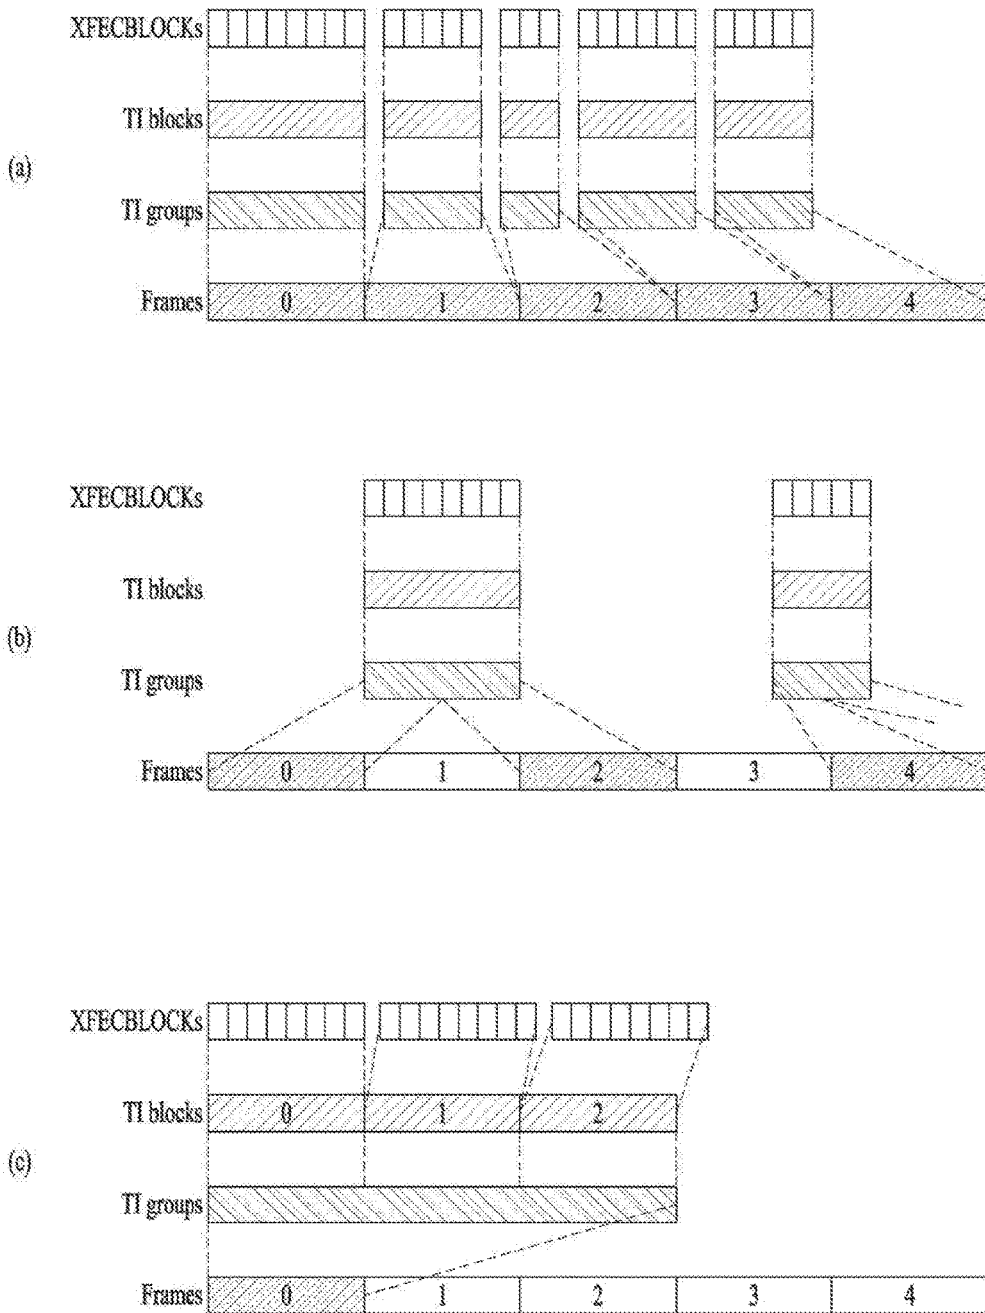 (a)
XFECBLOCKs
TI blocks
TI groups
Frames 0 1 2 3 4
(b)
XFECBLOCKs
TI blocks
TI groups
Frames 0 1 2 3 4
(c)
XFECBLOCKs
TI blocks 0 1 2
TI groups
Frames 0 1 2 3 4